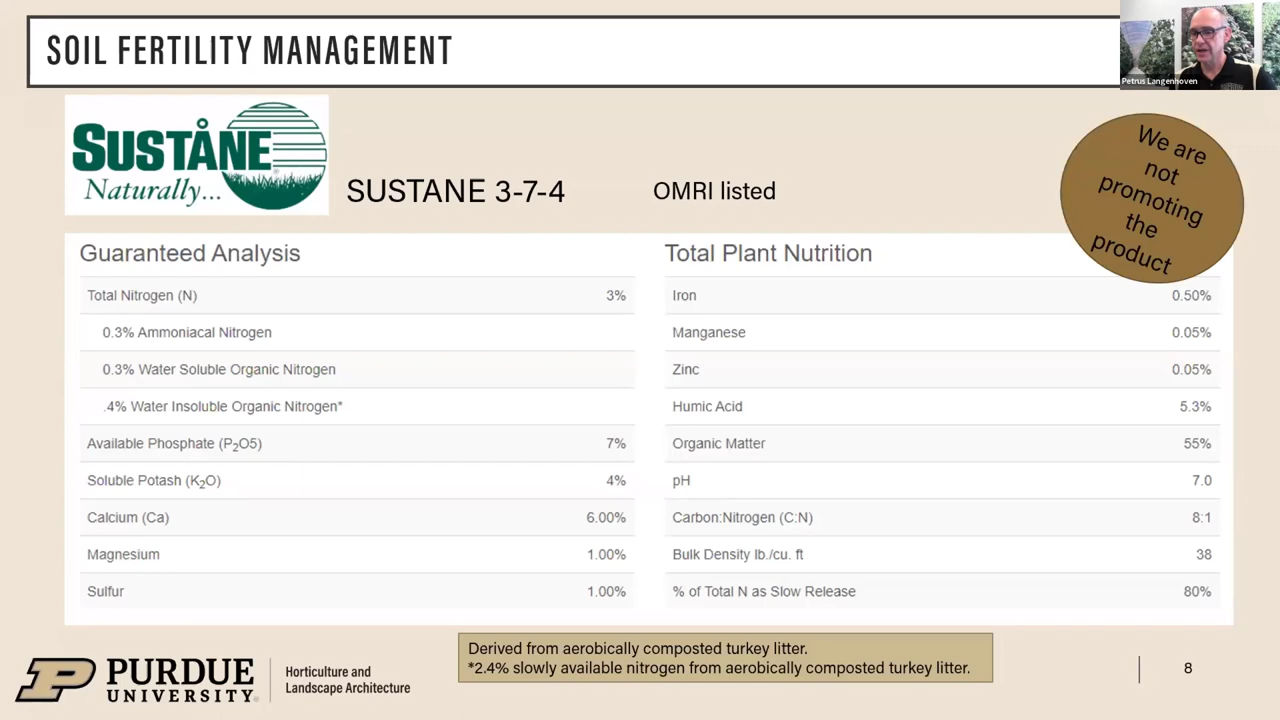 SOIL FERTILITY MANAGEMENT
Petrus Langenhoven
SUSTÅNE
Naturally...
SUSTANE 3-7-4
OMRI listed
We are
not
promoting
the
product
Guaranteed Analysis
Total Nitrogen (N) 3%
0.3% Ammoniacal Nitrogen
0.3% Water Soluble Organic Nitrogen
.4% Water Insoluble Organic Nitrogen*
Available Phosphate (P2O5) 7%
Soluble Potash (K2O) 4%
Calcium (Ca) 6.00%
Magnesium 1.00%
Sulfur 1.00%
Total Plant Nutrition
Iron 0.50%
Manganese 0.05%
Zinc 0.05%
Humic Acid 5.3%
Organic Matter 55%
pH 7.0
Carbon:Nitrogen (C:N) 8:1
Bulk Density lb./cu. ft 38
% of Total N as Slow Release 80%
Derived from aerobically composted turkey litter.
*2.4% slowly available nitrogen from aerobically composted turkey litter.
PURDUE
UNIVERSITY
Horticulture and
Landscape Architecture
8